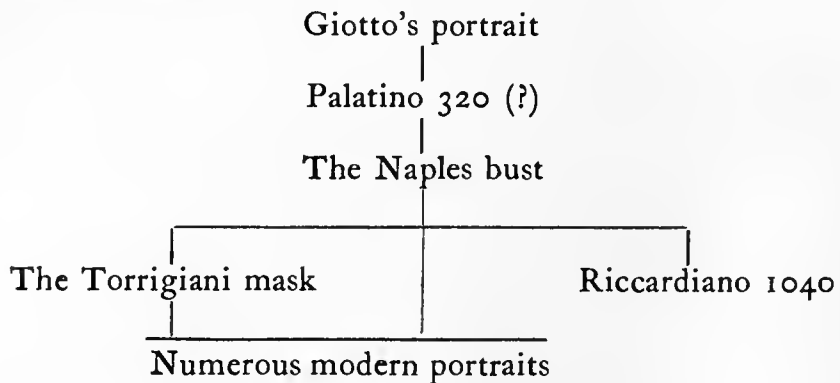 Giotto's portrait
Palatino 320 (?)
The Naples bust
The Torrigiani mask
Riccardiano 1040
Numerous modern portraits